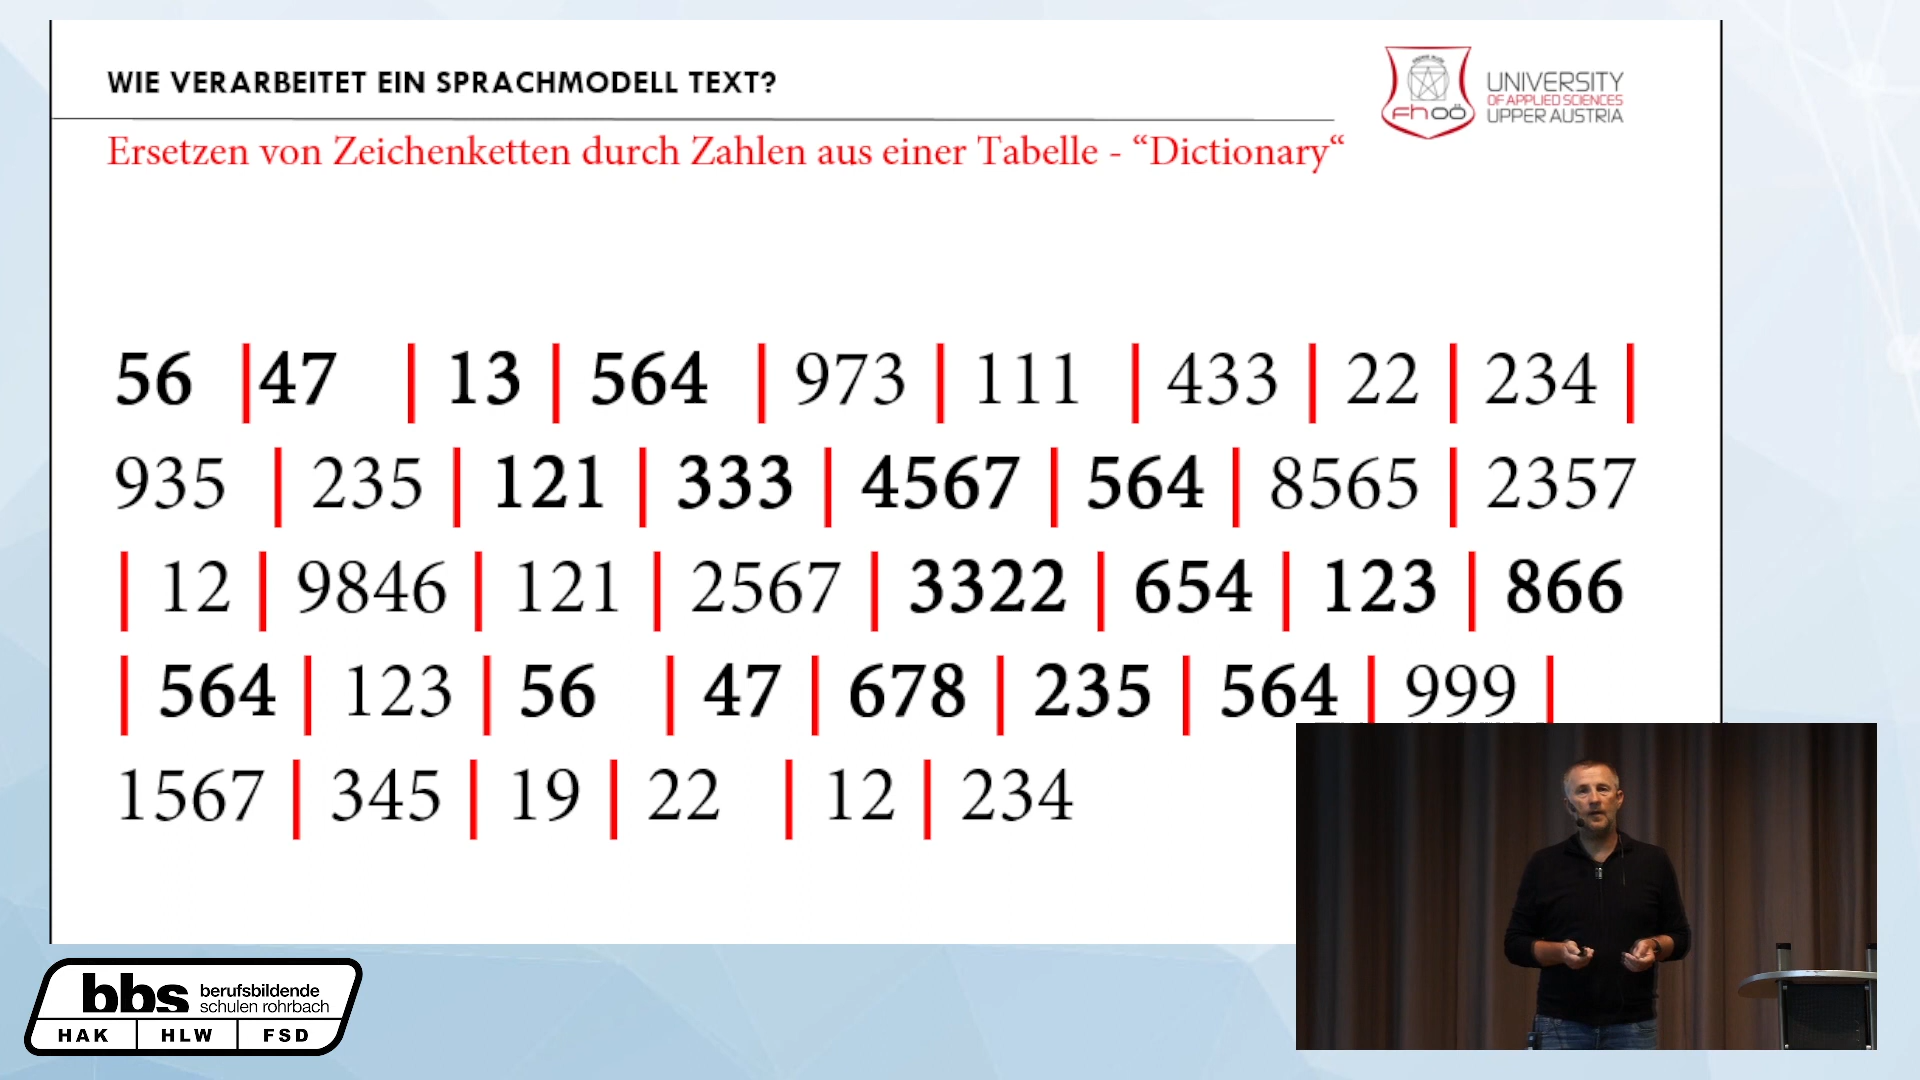 WIE VERARBEITET EIN SPRACHMODELL TEXT?
UNIVERSITY
OF APPLIED SCIENCES
UPPER AUSTRIA
fh oö
Ersetzen von Zeichenketten durch Zahlen aus einer Tabelle - “Dictionary“
56 |47 | 13 | 564 | 973 | 111 | 433 | 22 | 234 |
935 | 235 | 121 | 333 | 4567 | 564 | 8565 | 2357
| 12 | 9846 | 121 | 2567 | 3322 | 654 | 123 | 866
| 564 | 123 | 56 | 47 | 678 | 235 | 564 | 999 |
1567 | 345 | 19 | 22 | 12 | 234
bbs berufsbildende
schulen rohrbach
HAK HLW FSD